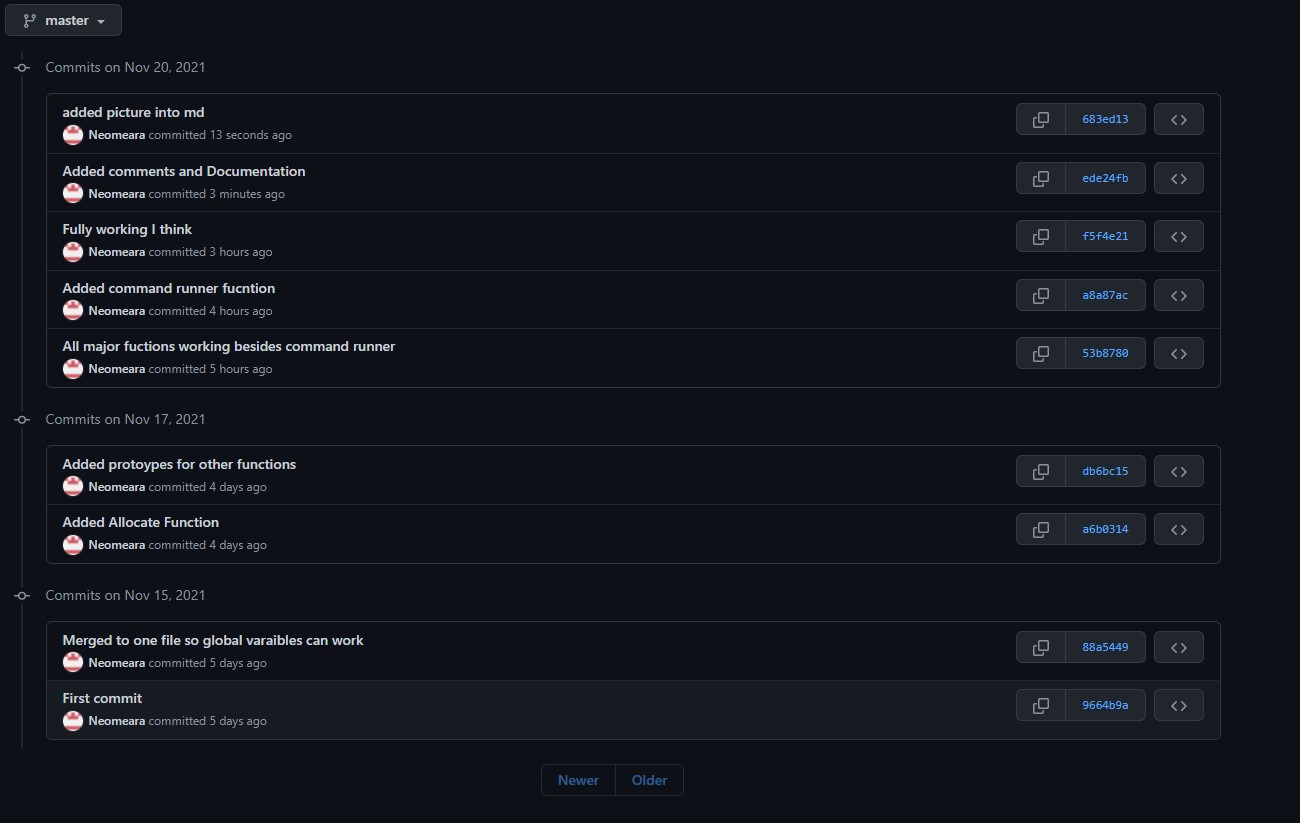 master
Commits on Nov 20, 2021
added picture into md
683ed13
Neomeara committed 13 seconds ago
Added comments and Documentation
ede24fb
Neomeara committed 3 minutes ago
Fully working I think
f5f4e21
Neomeara committed 3 hours ago
Added command runner fucntion
a8a87ac
Neomeara committed 4 hours ago
All major fuctions working besides command runner
53b8780
Neomeara committed 5 hours ago
Commits on Nov 17, 2021
Added protoypes for other functions
db6bc15
Neomeara committed 4 days ago
Added Allocate Function
a6b0314
Neomeara committed 4 days ago
Commits on Nov 15, 2021
Merged to one file so global varaibles can work
88a5449
Neomeara committed 5 days ago
First commit
9664b9a
Neomeara committed 5 days ago
Newer Older